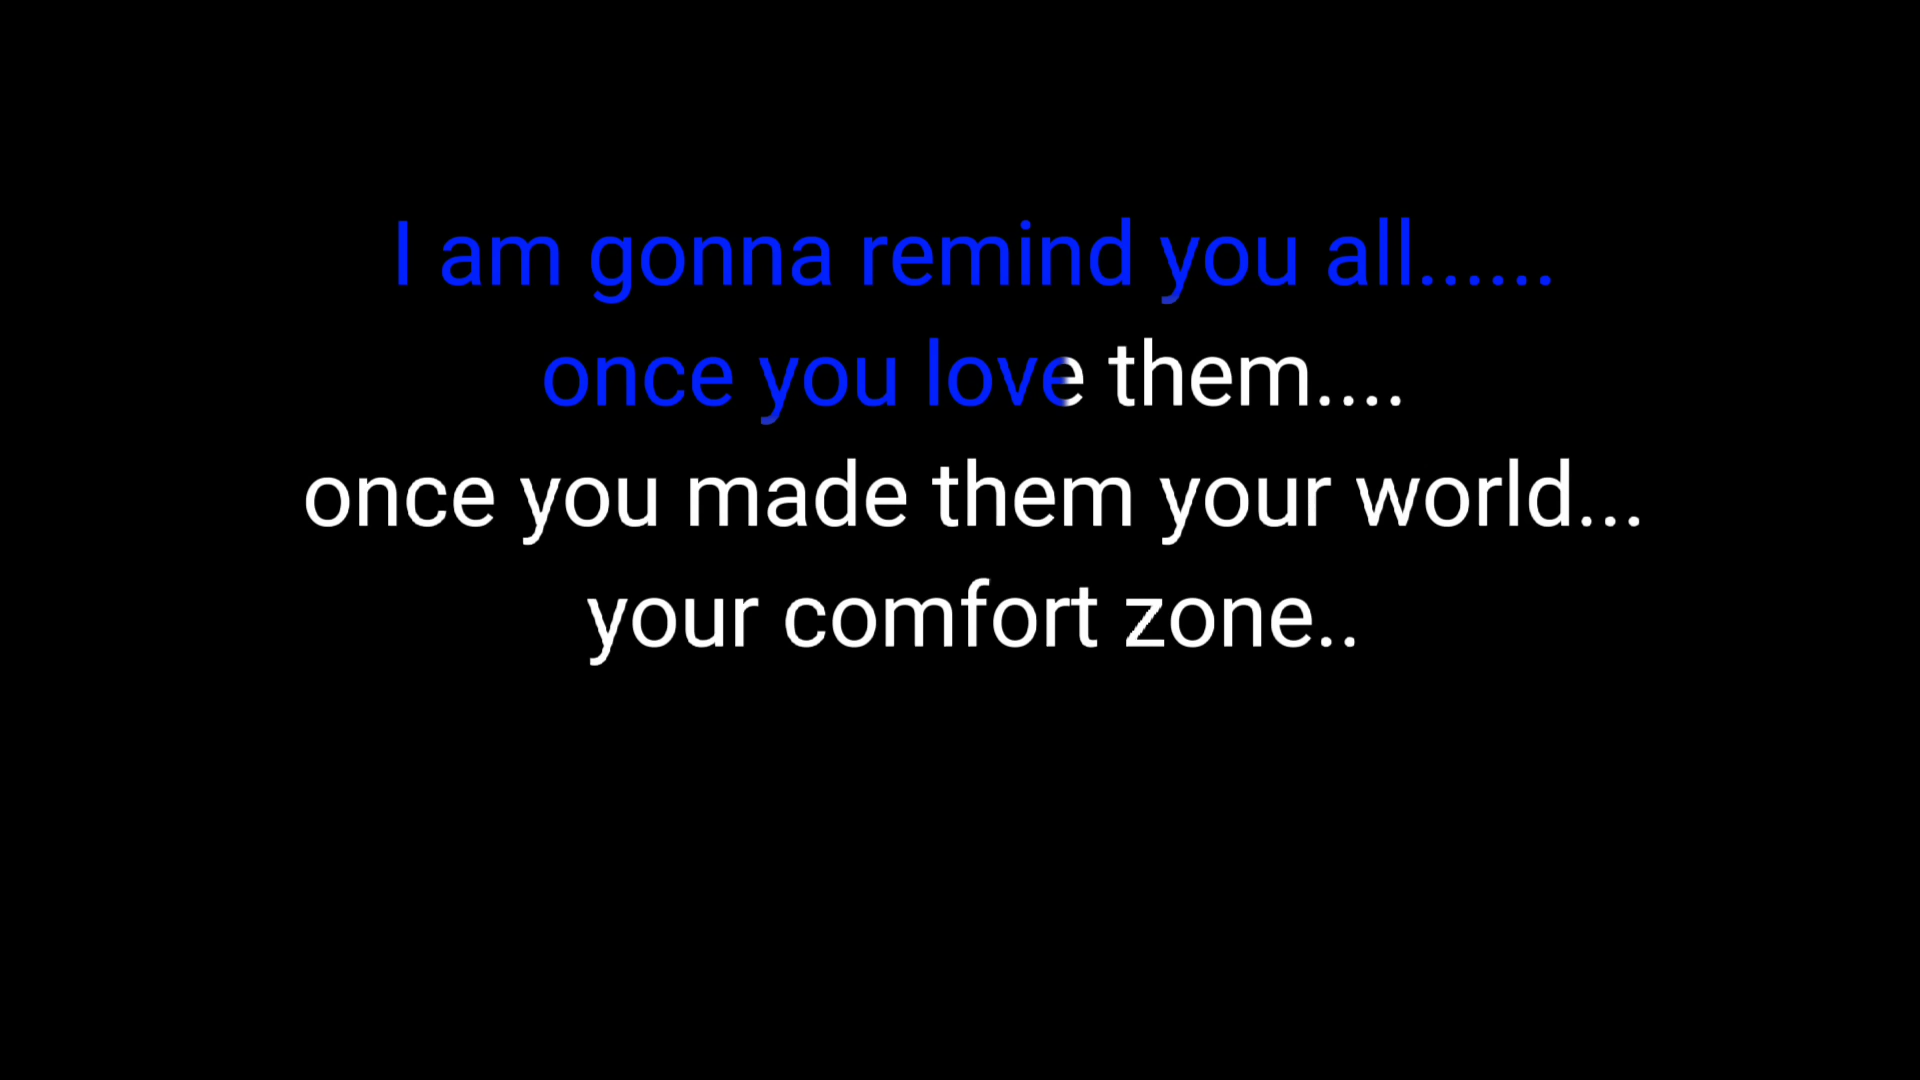 I am gonna remind you all......
once you love them....
once you made them your world...
your comfort zone..